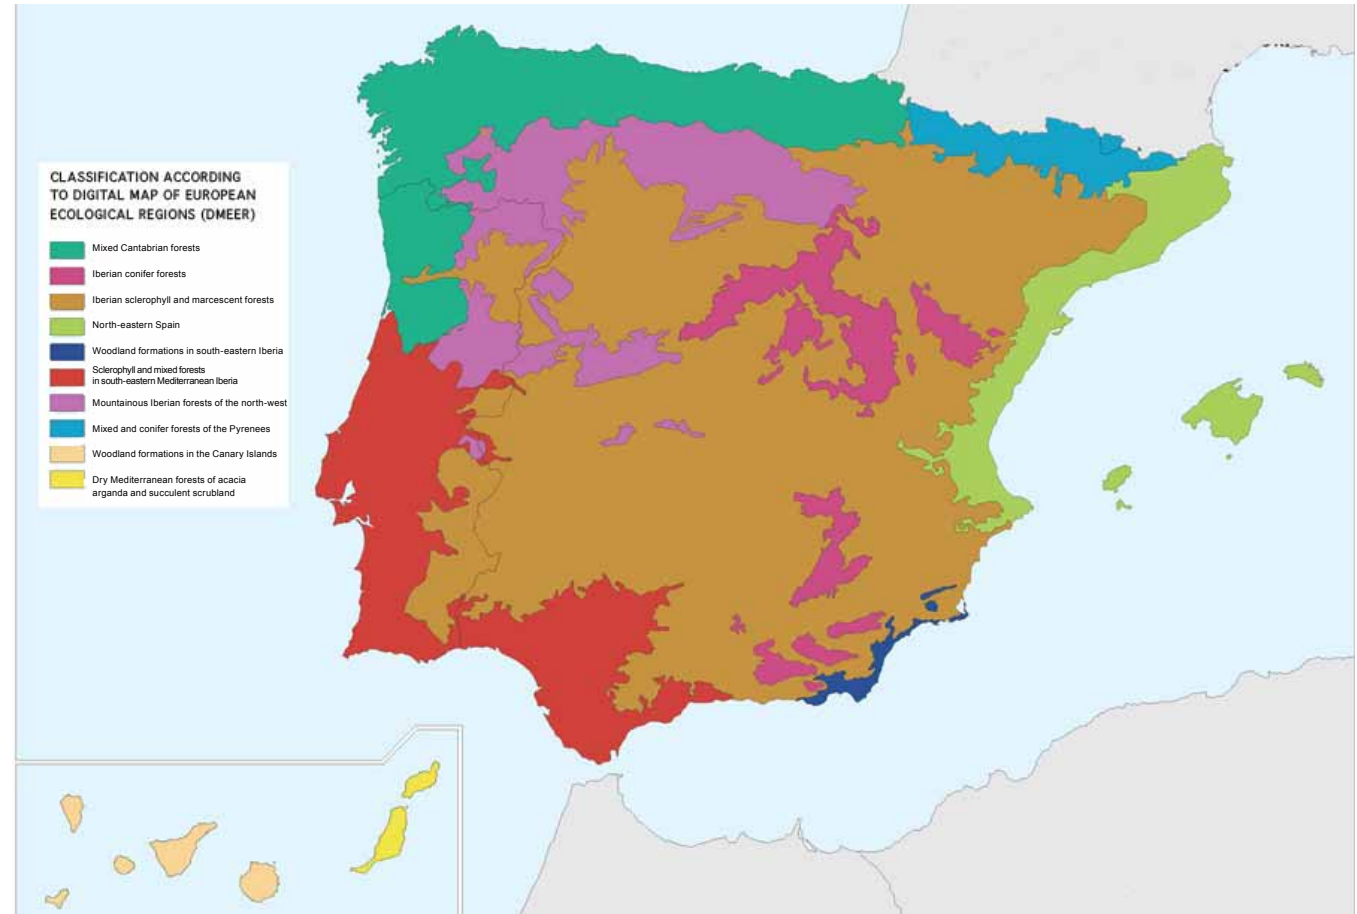 CLASSIFICATION ACCORDING
TO DIGITAL MAP OF EUROPEAN
ECOLOGICAL REGIONS (DMEER)
Mixed Cantabrian forests
Iberian conifer forests
Iberian sclerophyll and marcescent forests
North-eastern Spain
Woodland formations in south-eastern Iberia
Sclerophyll and mixed forests
in south-eastern Mediterranean Iberia
Mountainous Iberian forests of the north-west
Mixed and conifer forests of the Pyrenees
Woodland formations in the Canary Islands
Dry Mediterranean forests of acacia
arganda and succulent scrubland